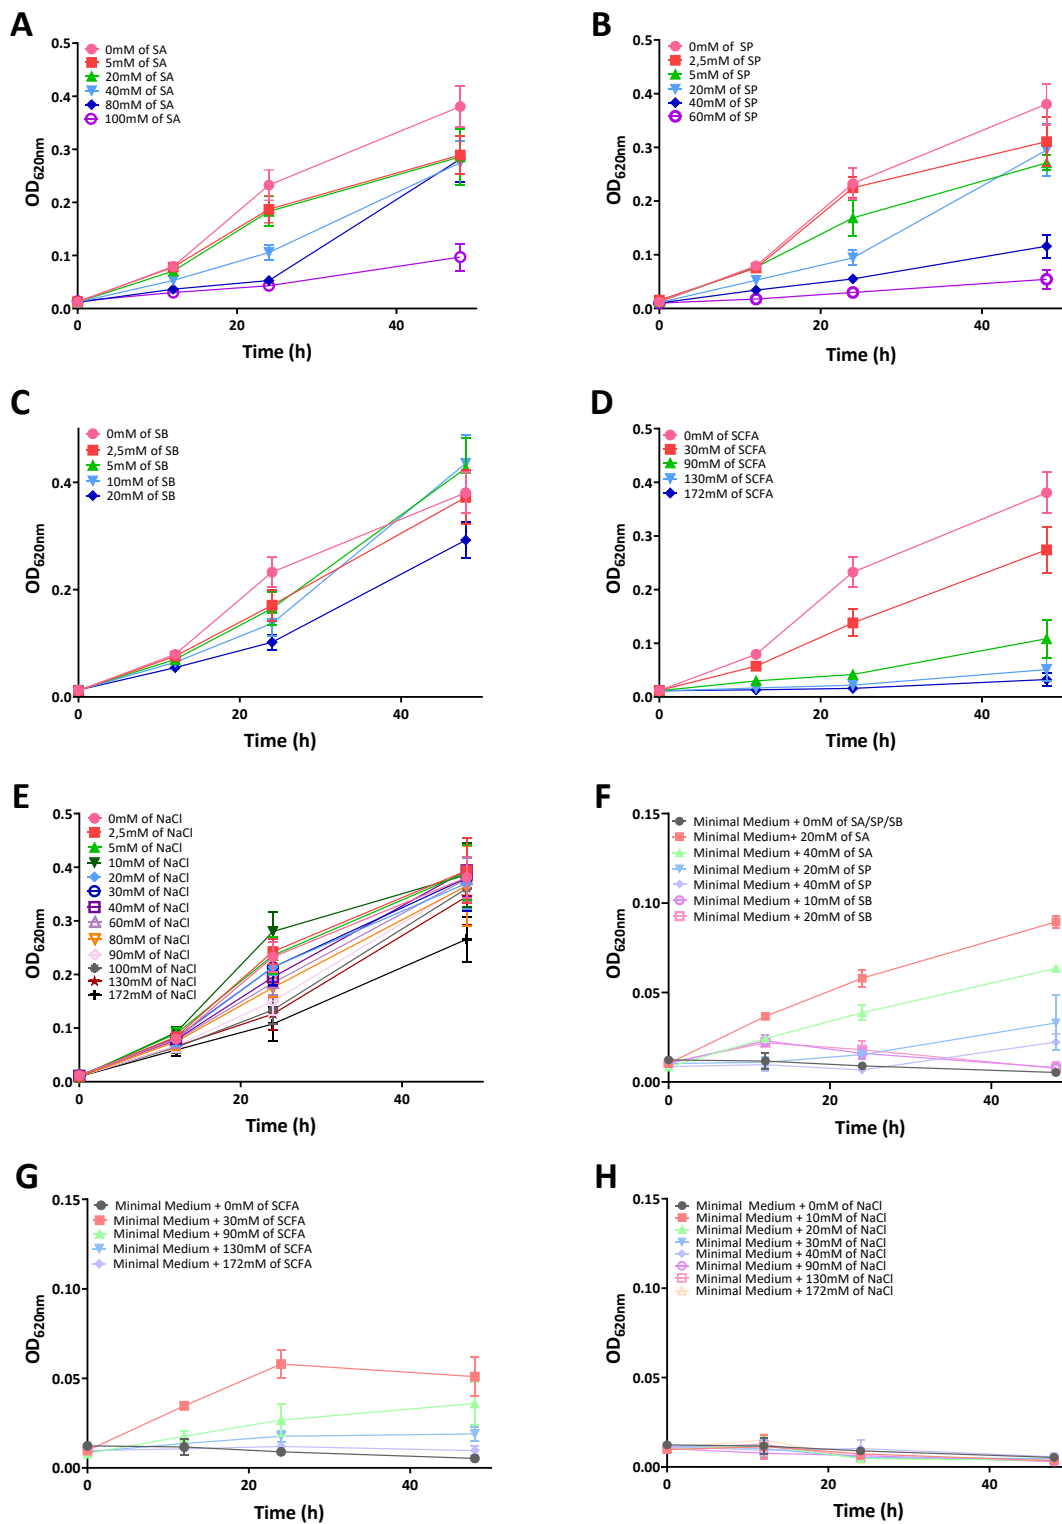 A
0mM of SA
5mM of SA
20mM of SA
40mM of SA
80mM of SA
100mM of SA
OD620nm
0.5
0.4
0.3
0.2
0.1
0.0
0
20
40
Time (h)
B
0mM of SP
2,5mM of SP
5mM of SP
20mM of SP
40mM of SP
60mM of SP
OD620nm
0.5
0.4
0.3
0.2
0.1
0.0
0
20
40
Time (h)
C
0mM of SB
2,5mM of SB
5mM of SB
10mM of SB
20mM of SB
OD620nm
0.4
0.2
0.0
0
20
40
Time (h)
D
0mM of SCFA
30mM of SCFA
90mM of SCFA
130mM of SCFA
172mM of SCFA
OD620nm
0.5
0.4
0.3
0.2
0.1
0.0
0
20
40
Time (h)
E
0mM of NaCl
2,5mM of NaCl
5mM of NaCl
10mM of NaCl
20mM of NaCl
30mM of NaCl
40mM of NaCl
60mM of NaCl
80mM of NaCl
90mM of NaCl
100mM of NaCl
130mM of NaCl
172mM of NaCl
OD620nm
0.5
0.4
0.3
0.2
0.1
0.0
0
20
40
Time (h)
F
Minimal Medium + 0mM of SA/SP/SB
Minimal Medium+ 20mM of SA
Minimal Medium + 40mM of SA
Minimal Medium + 20mM of SP
Minimal Medium + 40mM of SP
Minimal Medium + 10mM of SB
Minimal Medium + 20mM of SB
OD620nm
0.15
0.10
0.05
0.00
0
20
40
Time (h)
G
Minimal Medium + 0mM of SCFA
Minimal Medium + 30mM of SCFA
Minimal Medium + 90mM of SCFA
Minimal Medium + 130mM of SCFA
Minimal Medium + 172mM of SCFA
OD620nm
0.15
0.10
0.05
0.00
0
20
40
Time (h)
H
Minimal Medium + 0mM of NaCl
Minimal Medium + 10mM of NaCl
Minimal Medium + 20mM of NaCl
Minimal Medium + 30mM of NaCl
Minimal Medium + 40mM of NaCl
Minimal Medium + 90mM of NaCl
Minimal Medium + 130mM of NaCl
Minimal Medium + 172mM of NaCl
OD620nm
0.15
0.10
0.05
0.00
0
20
40
Time (h)